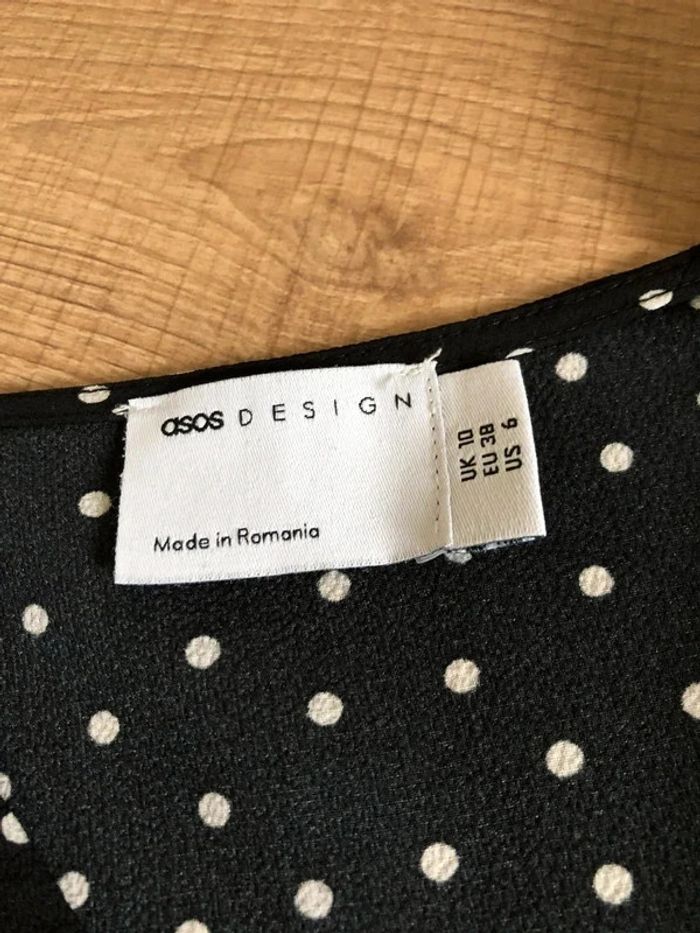 asos DESIGN
Made in Romania
UK 10
EU 38
US 6